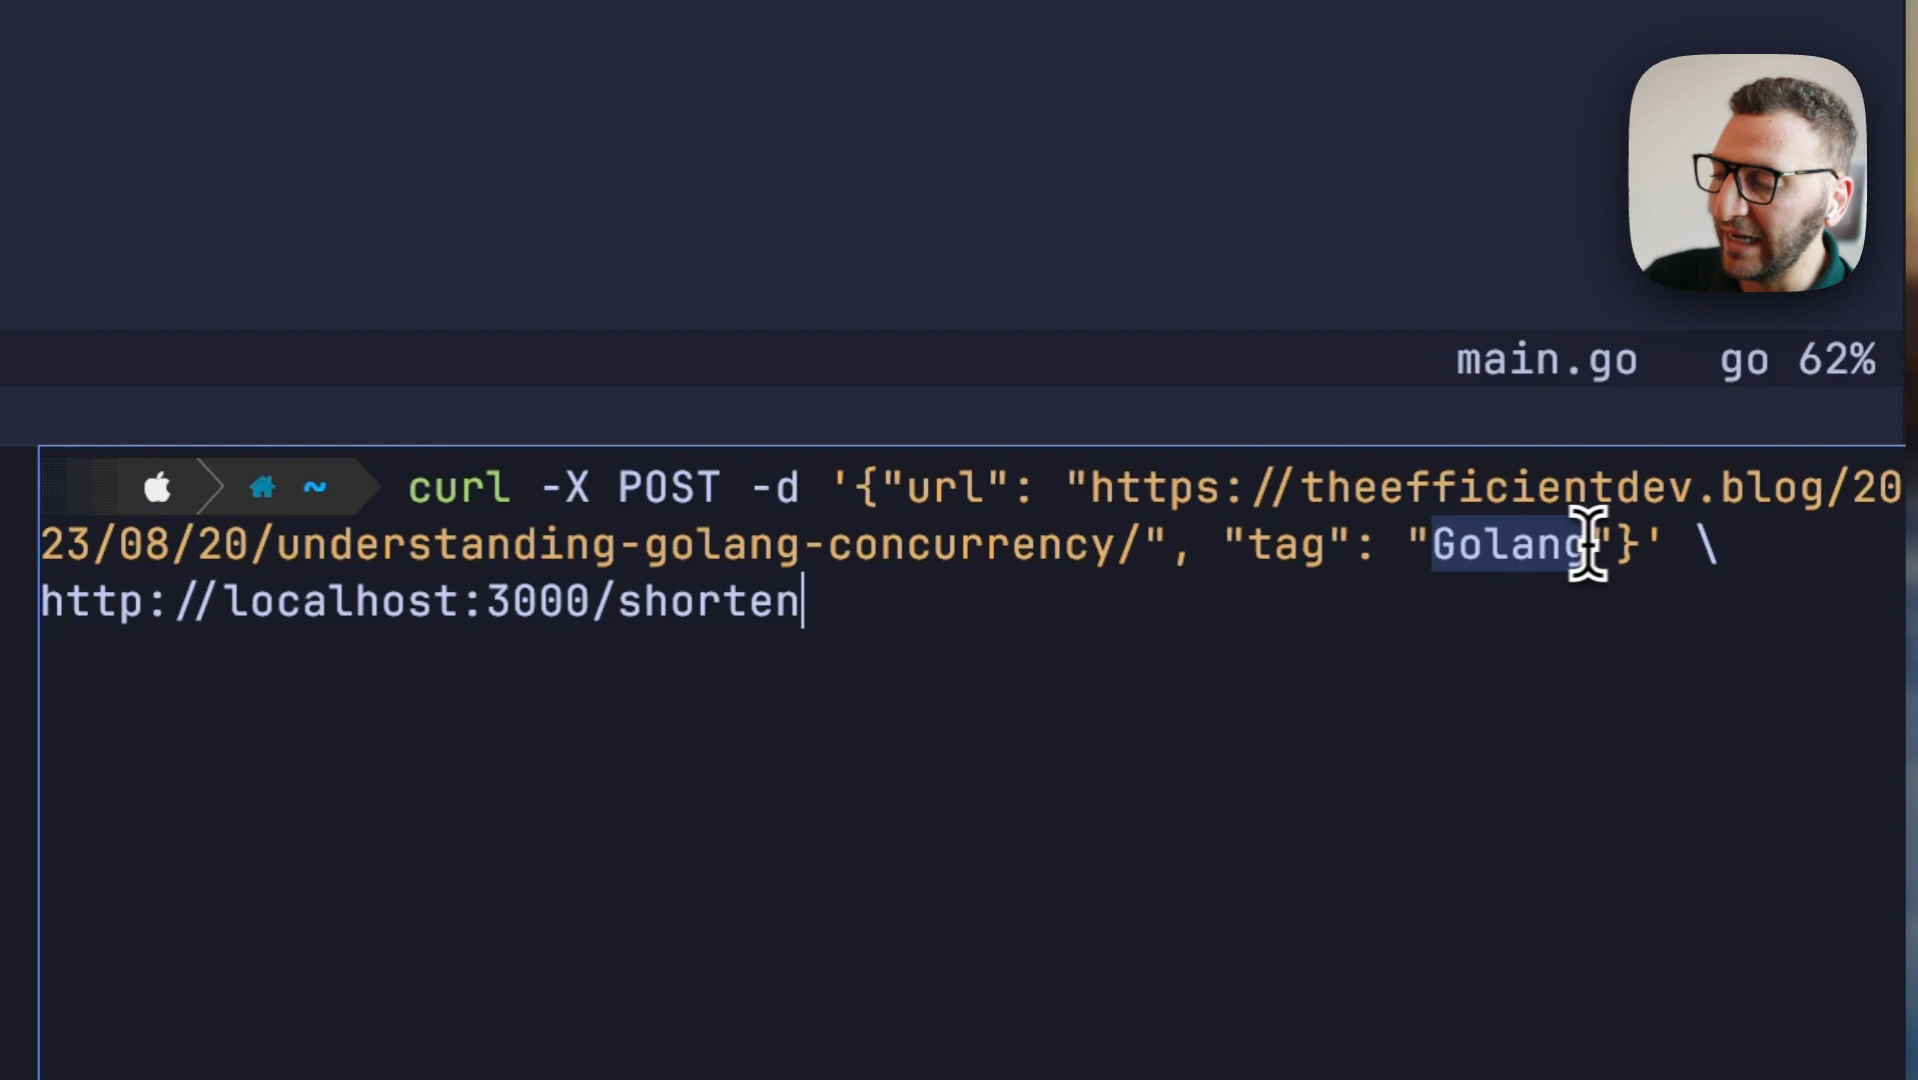 main.go go 62%
~ curl -X POST -d '{"url": "https://theefficientdev.blog/20
23/08/20/understanding-golang-concurrency/", "tag": "Golang"}' \
http://localhost:3000/shorten